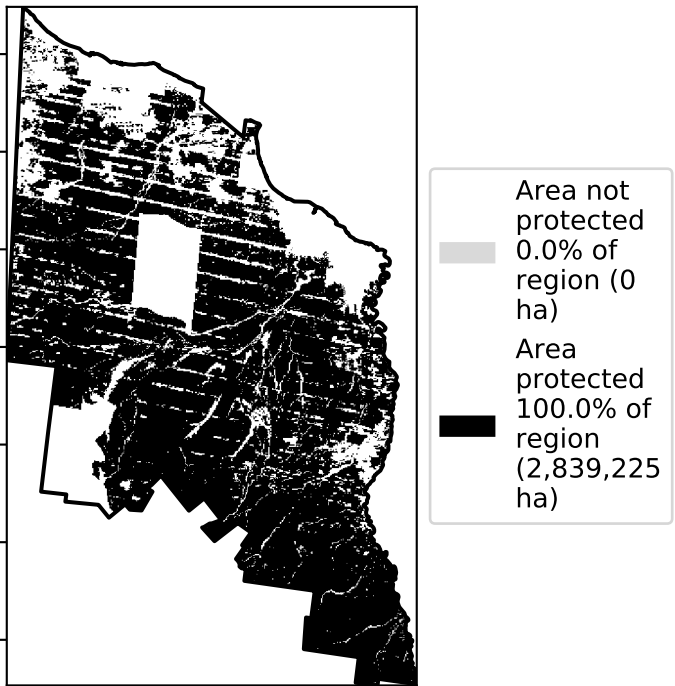 Area not
protected
0.0% of
region (0
ha)
Area
protected
100.0% of
region
(2,839,225
ha)